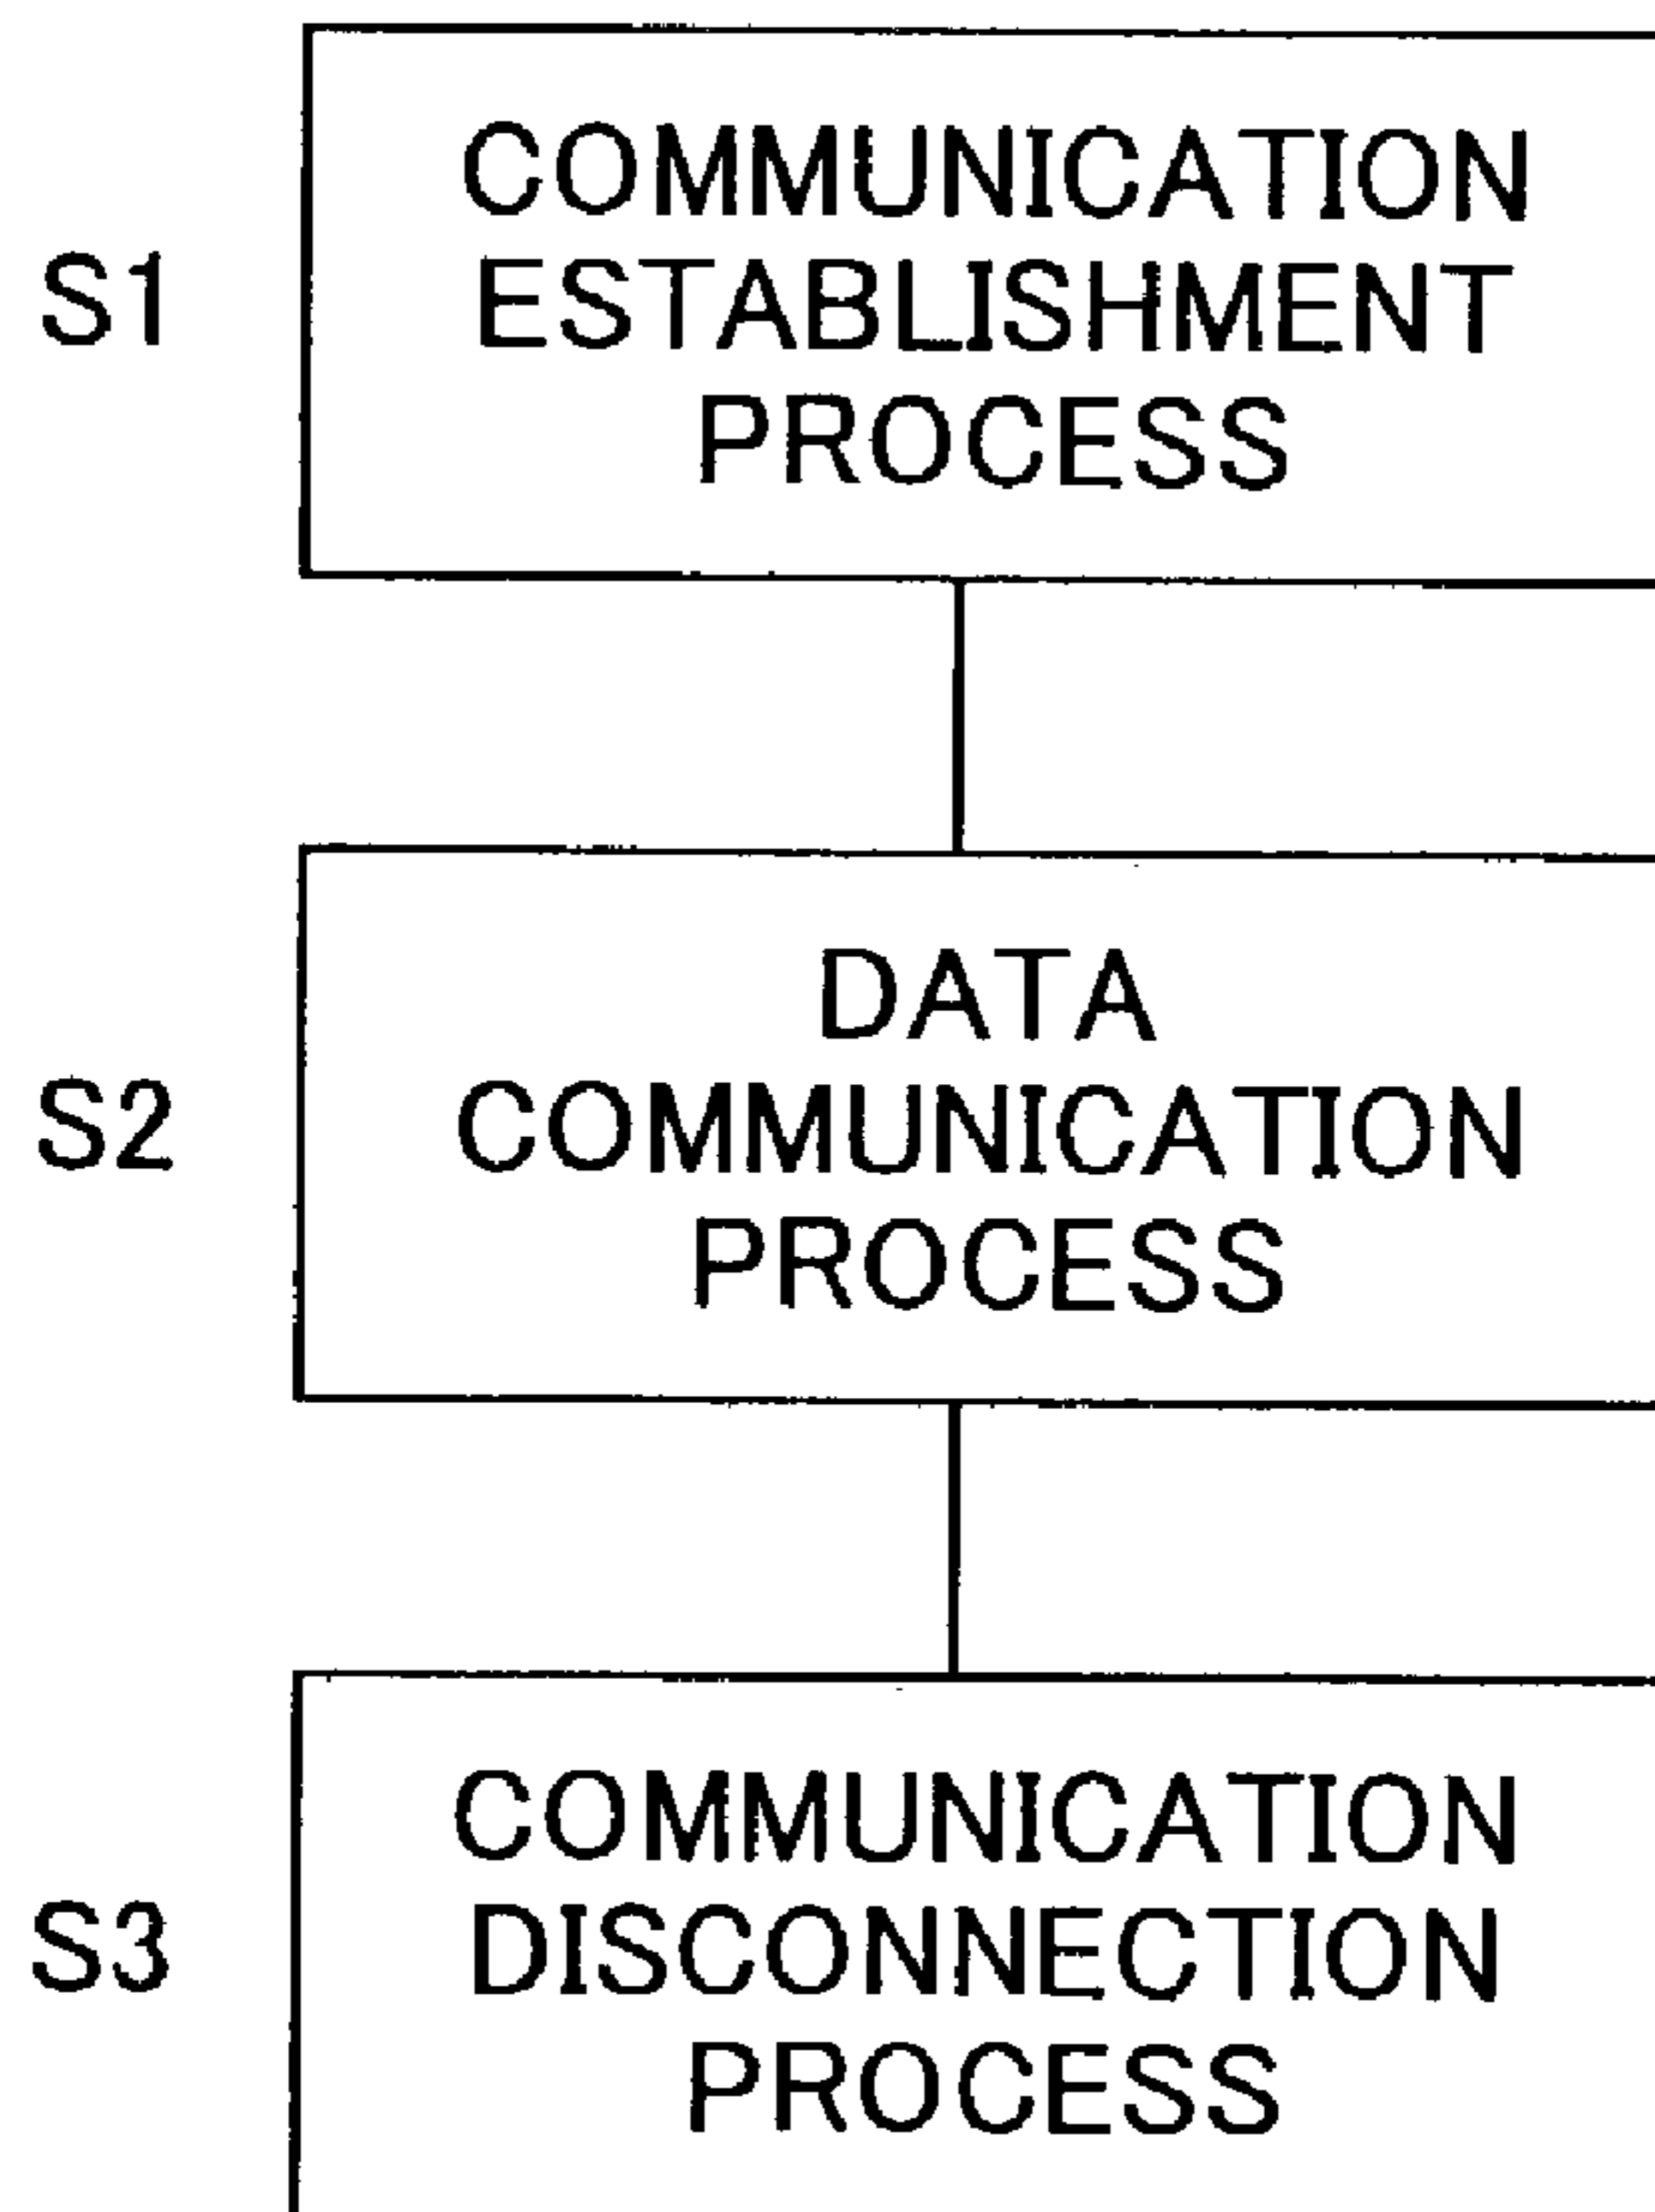 COMMUNICATION
S1 ESTABLISHMENT
PROCESS
DATA
S2 COMMUNICATION
PROCESS
COMMUNICATION
S3 DISCONNECTION
PROCESS